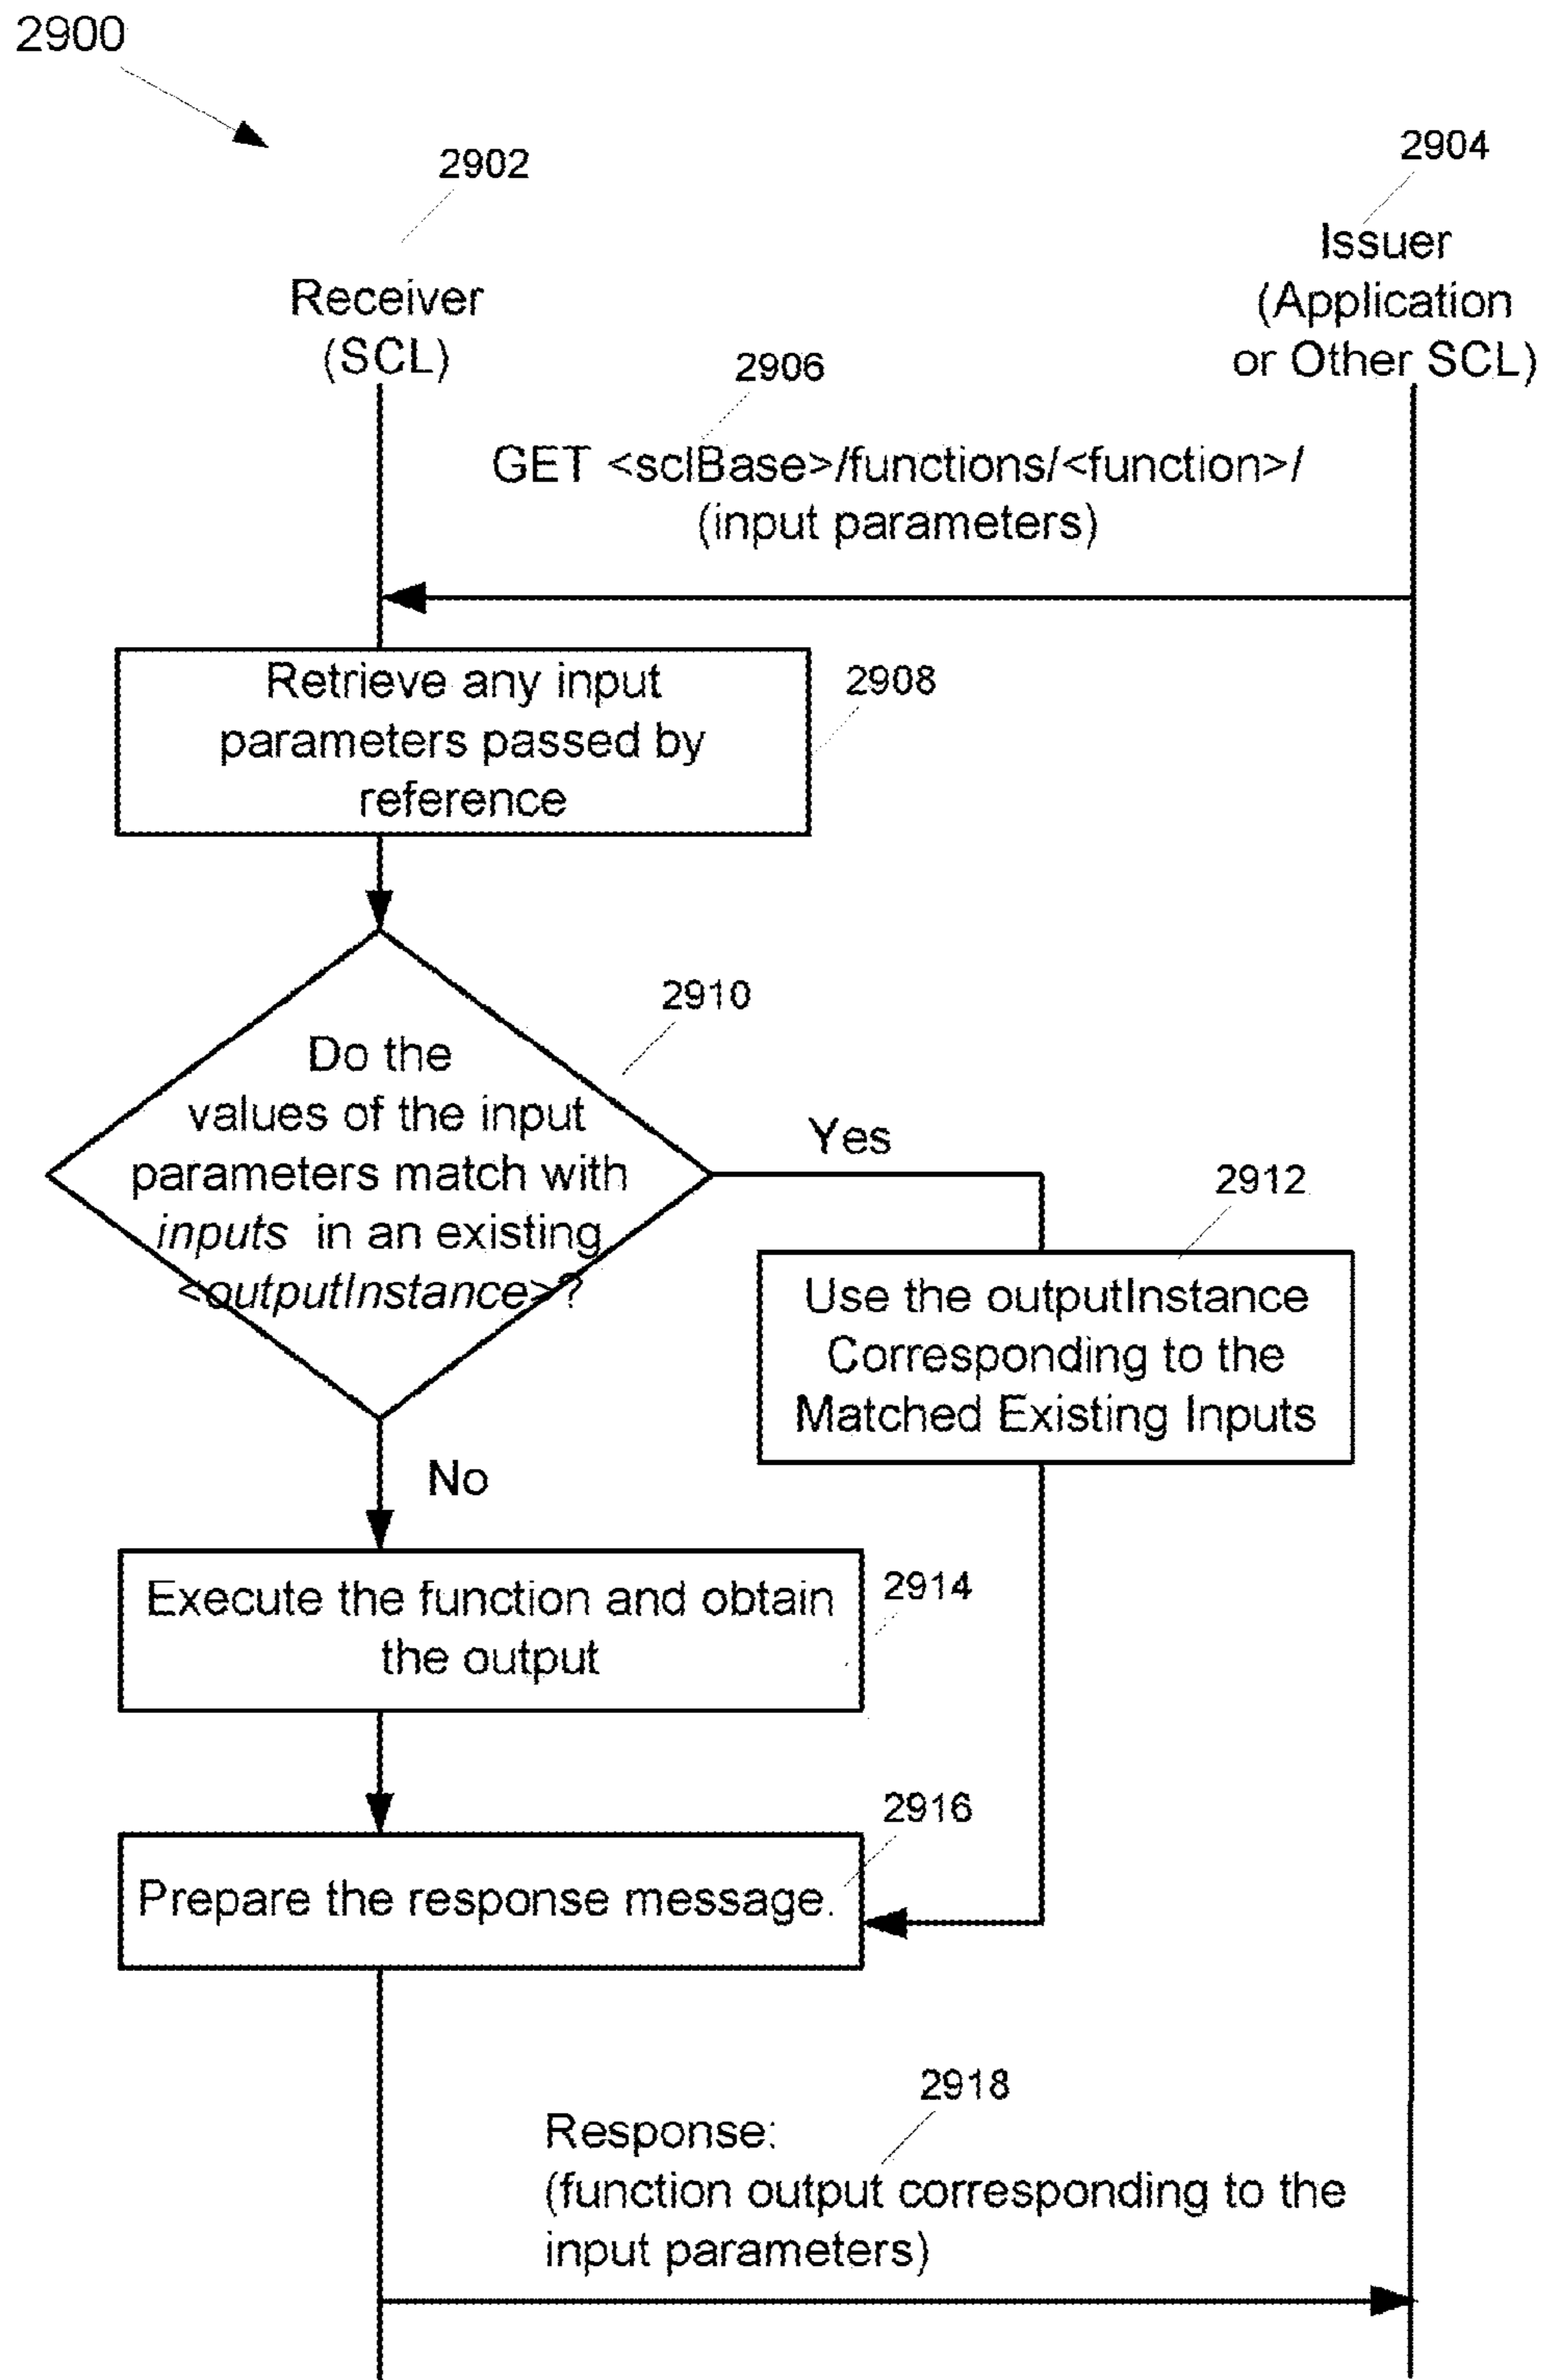 2900
2902
2904
Receiver
(SCL)
Issuer
(Application
or Other SCL)
2906
GET <sclBase>/functions/<function>/
(input parameters)
Retrieve any input
parameters passed by
reference
2908
2910
Do the
values of the input
parameters match with
inputs in an existing
<outputInstance>?
Yes
2912
Use the outputInstance
Corresponding to the
Matched Existing Inputs
No
Execute the function and obtain
the output
2914
2916
Prepare the response message.
2918
Response:
(function output corresponding to the
input parameters)